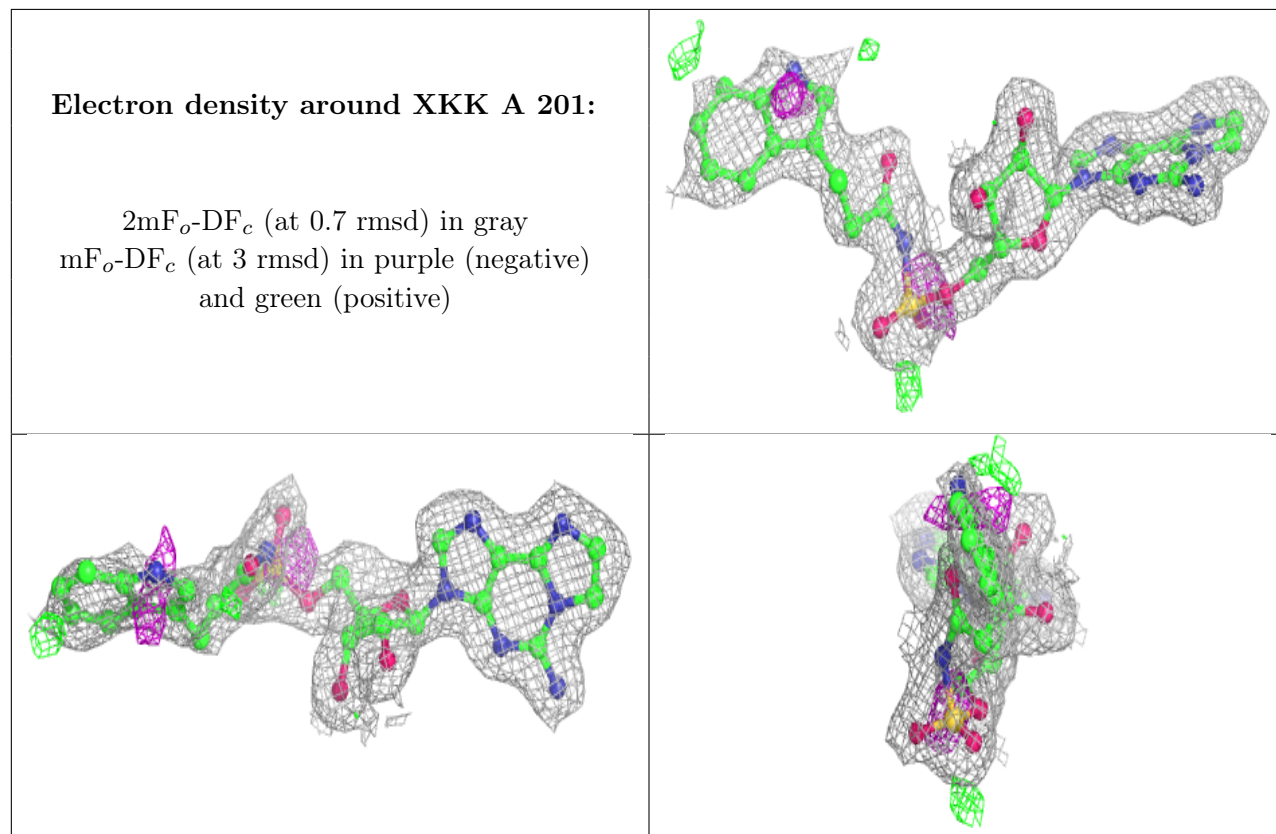 Electron density around XKK A 201:
2mFo-DFc (at 0.7 rmsd) in gray
mFo-DFc (at 3 rmsd) in purple (negative)
and green (positive)